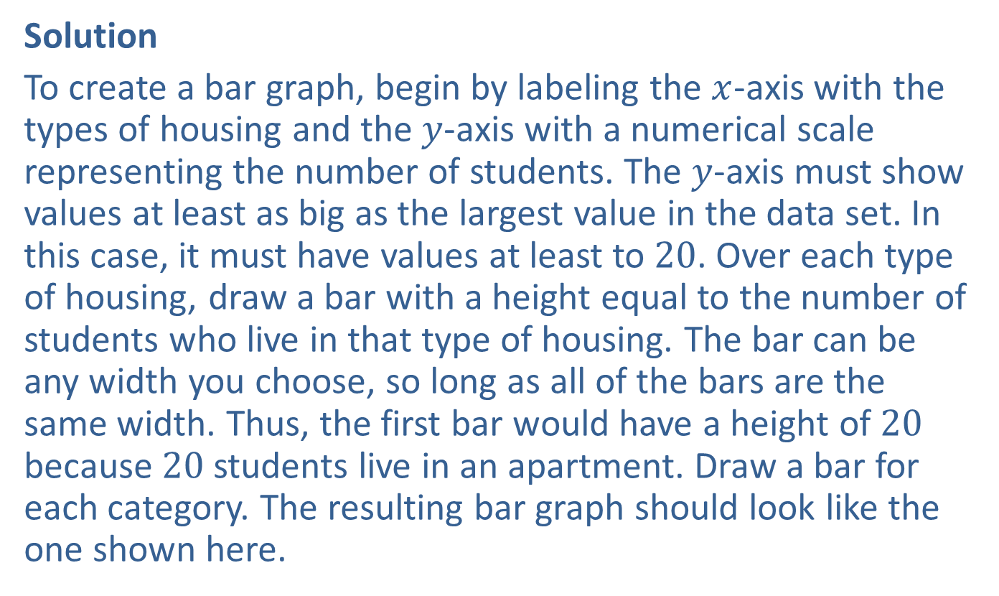 Solution
To create a bar graph, begin by labeling the x-axis with the
types of housing and the y-axis with a numerical scale
representing the number of students. The y-axis must show
values at least as big as the largest value in the data set. In
this case, it must have values at least to 20. Over each type
of housing, draw a bar with a height equal to the number of
students who live in that type of housing. The bar can be
any width you choose, so long as all of the bars are the
same width. Thus, the first bar would have a height of 20
because 20 students live in an apartment. Draw a bar for
each category. The resulting bar graph should look like the
one shown here.